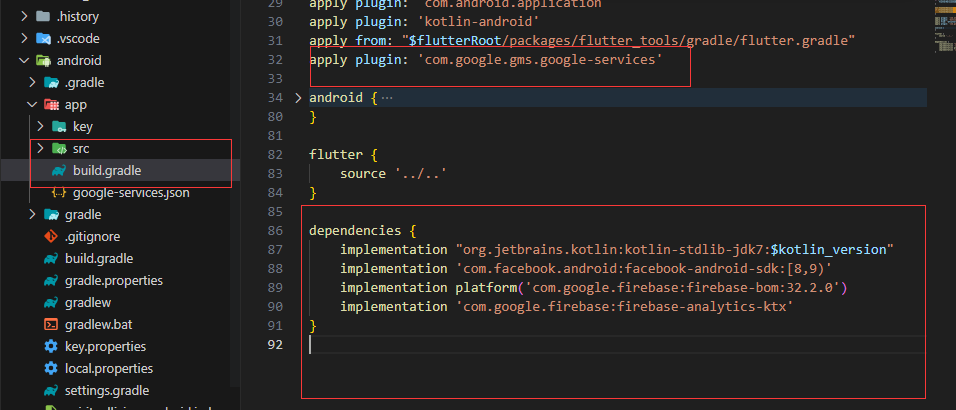 .history
.vscode
android
.gradle
app
key
src
build.gradle
google-services.json
gradle
.gitignore
build.gradle
gradle.properties
gradlew
gradlew.bat
key.properties
local.properties
settings.gradle
29 apply plugin: 'com.android.application'
30 apply plugin: 'kotlin-android'
31 apply from: "$flutterRoot/packages/flutter_tools/gradle/flutter.gradle"
32 apply plugin: 'com.google.gms.google-services'
33
34 android { ⋯
80 }
81
82 flutter {
83 source '../..'
84 }
85
86 dependencies {
87 implementation "org.jetbrains.kotlin:kotlin-stdlib-jdk7:$kotlin_version"
88 implementation 'com.facebook.android:facebook-android-sdk:[8,9)'
89 implementation platform('com.google.firebase:firebase-bom:32.2.0')
90 implementation 'com.google.firebase:firebase-analytics-ktx'
91 }
92